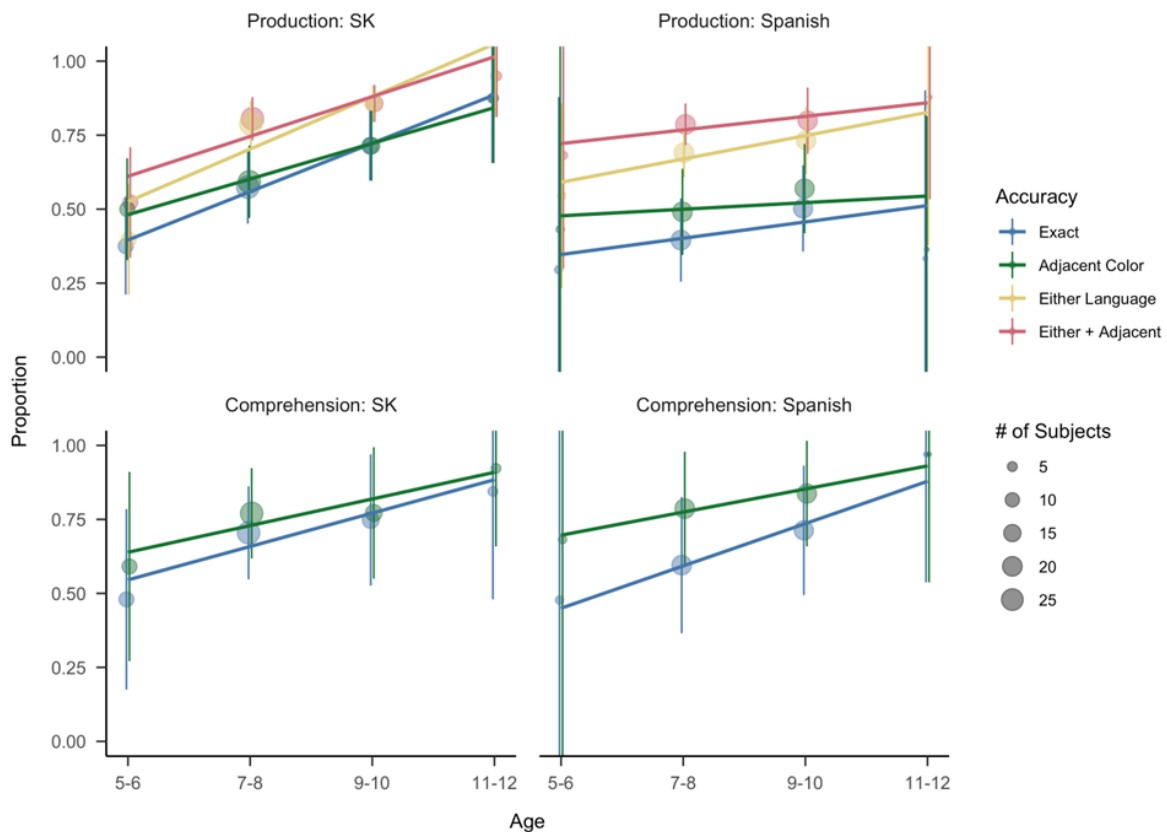 Production: SK
Production: Spanish
1.00
0.75
0.50
0.25
0.00
Comprehension: SK
Comprehension: Spanish
1.00
0.75
0.50
0.25
0.00
5-6
7-8
9-10
11-12
5-6
7-8
9-10
11-12
Proportion
Age
Accuracy
Exact
Adjacent Color
Either Language
Either + Adjacent
# of Subjects
5
10
15
20
25